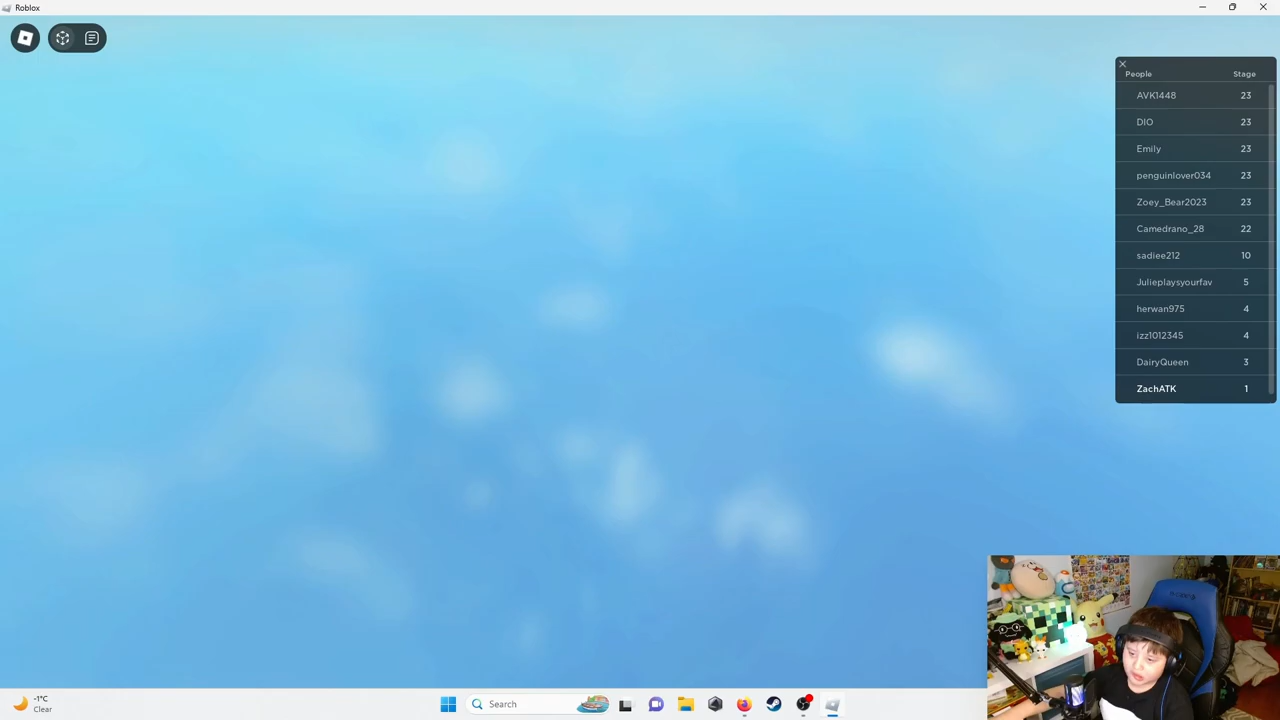 Roblox
People Stage
AVK1448 23
DIO 23
Emily 23
penguinlover034 23
Zoey_Bear2023 23
Camedrano_28 22
sadiee212 10
Julieplaysyourfav 5
herwan975 4
izz1012345 4
DairyQueen 3
ZachATK 1
-1°C
Clear
Search